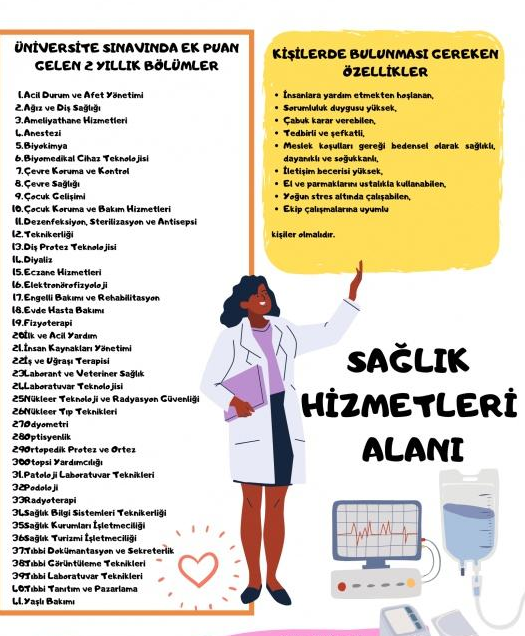 ÜNİVERSİTE SINAVINDA EK PUAN
GELEN 2 YILLIK BÖLÜMLER
1.Acil Durum ve Afet Yönetimi
2.Ağız ve Diş Sağlığı
3.Ameliyathane Hizmetleri
4.Anestezi
5.Biyokimya
6.Biyomedikal Cihaz Teknolojisi
7.Çevre Koruma ve Kontrol
8.Çevre Sağlığı
9.Çocuk Gelişimi
10.Çocuk Koruma ve Bakım Hizmetleri
11.Dezenfeksiyon, Sterilizasyon ve Antisepsi
12.Teknikerliği
13.Diş Protez Teknolojisi
14.Diyaliz
15.Eczane Hizmetleri
16.Elektronörofizyoloji
17.Engelli Bakımı ve Rehabilitasyon
18.Evde Hasta Bakımı
19.Fizyoterapi
20İlk ve Acil Yardım
21.İnsan Kaynakları Yönetimi
22İş ve Uğraşı Terapisi
23Laborant ve Veteriner Sağlık
24Laboratuvar Teknolojisi
25Nükleer Teknoloji ve Radyasyon Güvenliği
26Nükleer Tıp Teknikleri
27Odyometri
28Optisyenlik
29Ortopedik Protez ve Ortez
30Otopsi Yardımcılığı
31.Patoloji Laboratuvar Teknikleri
32Podoloji
33Radyoterapi
34Sağlık Bilgi Sistemleri Teknikerliği
35Sağlık Kurumları İşletmeciliği
36Sağlık Turizmi İşletmeciliği
37.Tıbbi Dokümantasyon ve Sekreterlik
38Tıbbi Görüntüleme Teknikleri
39Tıbbi Laboratuvar Teknikleri
40Tıbbi Tanıtım ve Pazarlama
41.Yaşlı Bakımı
KİŞİLERDE BULUNMASI GEREKEN
ÖZELLİKLER
• İnsanlara yardım etmekten hoşlanan,
• Sorumluluk duygusu yüksek,
• Çabuk karar verebilen,
• Tedbirli ve şefkatli,
• Meslek koşulları gereği bedensel olarak sağlıklı,
dayanıklı ve soğukkanlı,
• İletişim becerisi yüksek,
• El ve parmaklarını ustalıkla kullanabilen,
• Yoğun stres altında çalışabilen,
• Ekip çalışmalarına uyumlu
kişiler olmalıdır.
SAĞLIK
HİZMETLERİ
ALANI